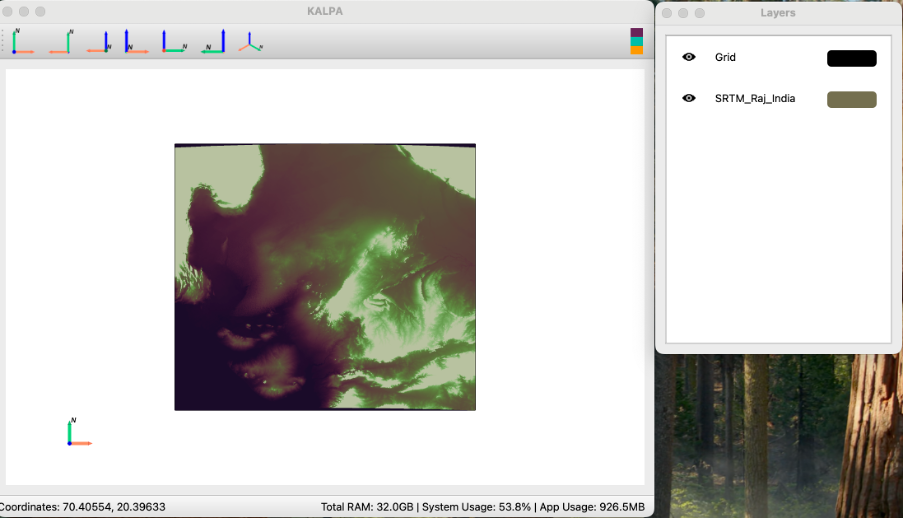 KALPA
Layers
N
N
N
N
N
N
N
Grid
SRTM_Raj_India
N
Coordinates: 70.40554, 20.39633
Total RAM: 32.0GB | System Usage: 53.8% | App Usage: 926.5MB